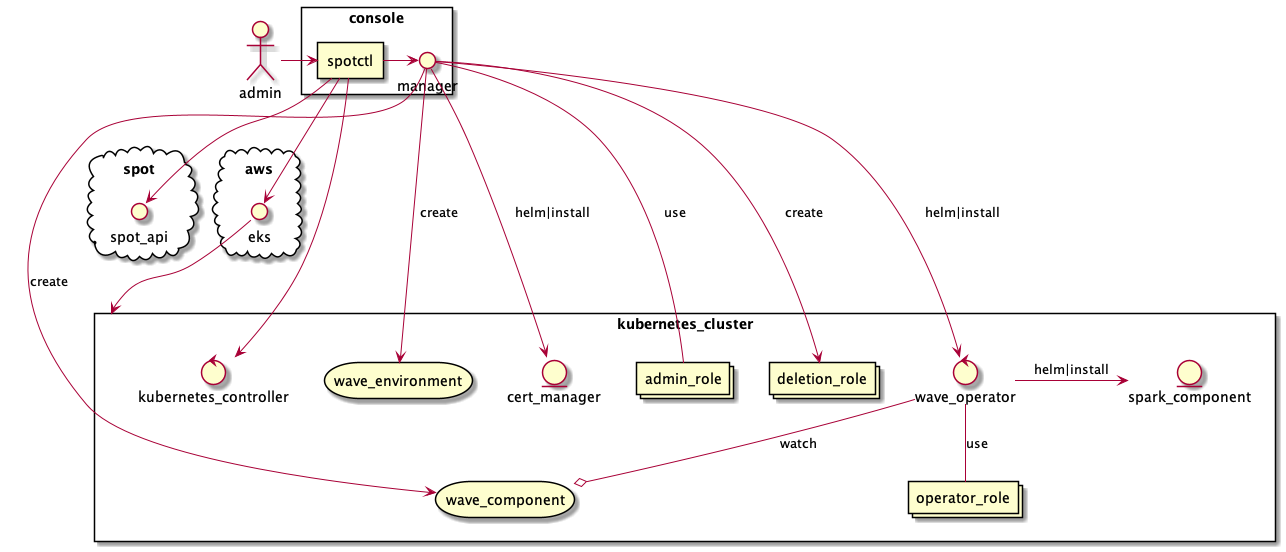 console
spotctl
manager
admin
spot
aws
spot_api
eks
create
helm|install
use
create
helm|install
create
kubernetes_cluster
kubernetes_controller
wave_environment
cert_manager
admin_role
deletion_role
wave_operator
helm|install
spark_component
watch
use
wave_component
operator_role